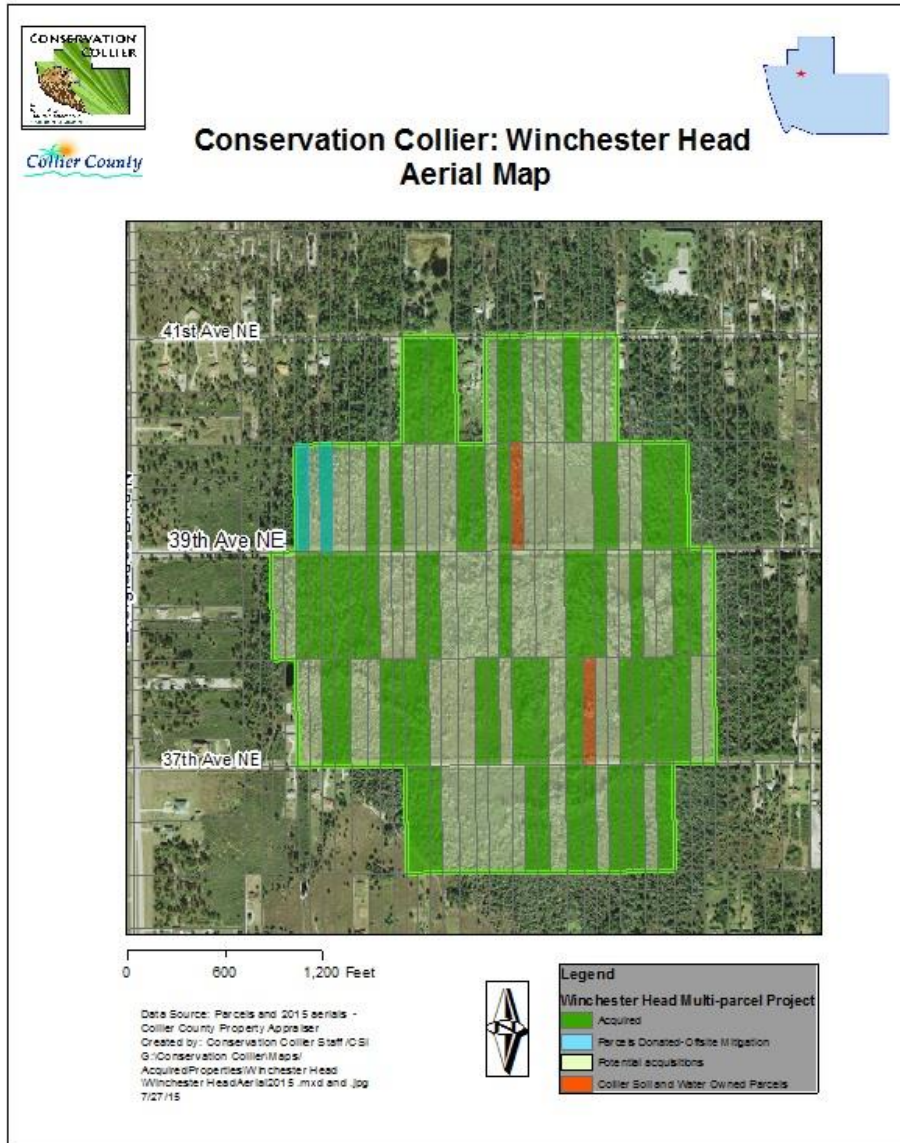 CONSERVATION
COLLIER
Collier County
Conservation Collier: Winchester Head
Aerial Map
41st Ave NE
39th Ave NE
37th Ave NE
0 600 1,200 Feet
Data Source: Parcels and 2015 aerials -
Collier County Property Appraiser
Created by: Conservation Collier Staff /CSI
G:\Conservation Collier\Maps/
AcquiredProperties\Winchester Head
\Winchester HeadAerial2015 .mxd and .jpg
7/27/15
N
Legend
Winchester Head Multi-parcel Project
Acquired
Parcels Donated-Offsite Mitigation
Potential acquisitions
Collier Soil and Water Owned Parcels